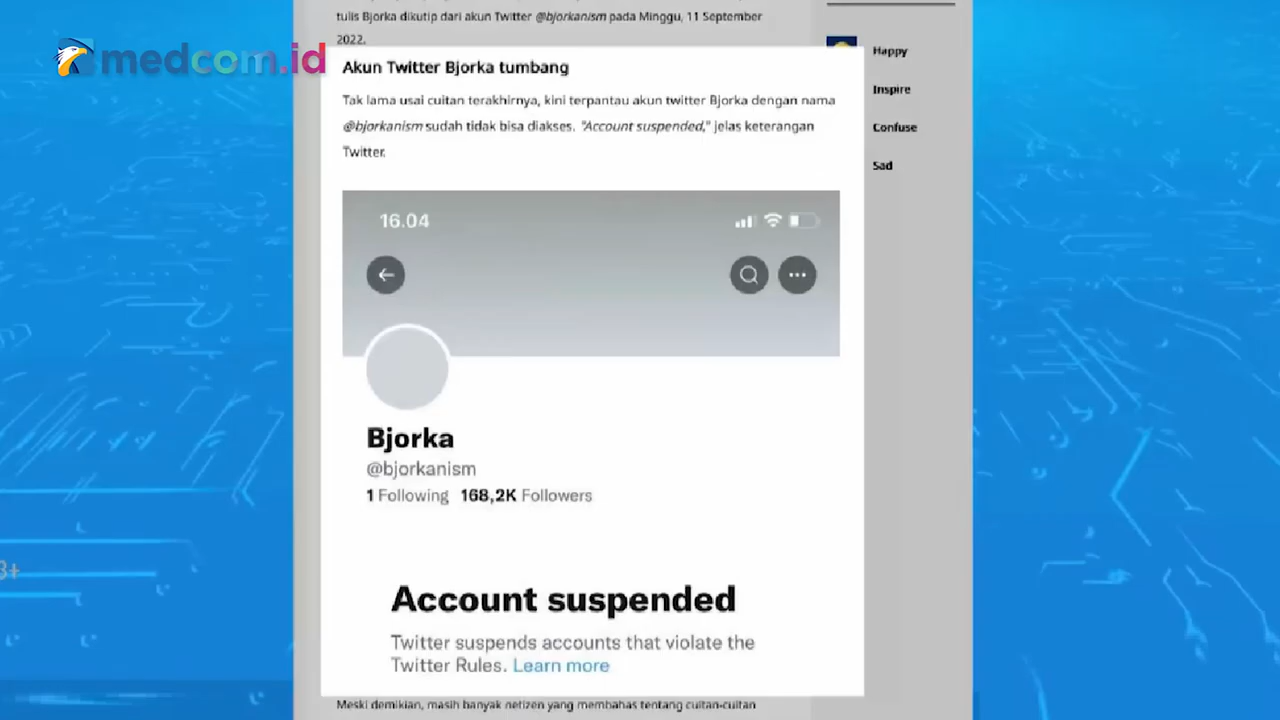 tulis Bjorka dikutip dari akun Twitter @bjorkanism pada Minggu, 11 September
2022.
medcom.id
Akun Twitter Bjorka tumbang
Tak lama usai cuitan terakhirnya, kini terpantau akun twitter Bjorka dengan nama
@bjorkanism sudah tidak bisa diakses. "Account suspended," jelas keterangan
Twitter.
Happy
Inspire
Confuse
Sad
16.04
Bjorka
@bjorkanism
1 Following 168,2K Followers
Account suspended
Twitter suspends accounts that violate the
Twitter Rules. Learn more
3+
Meski demikian, masih banyak netizen yang membahas tentang cuitan-cuitan